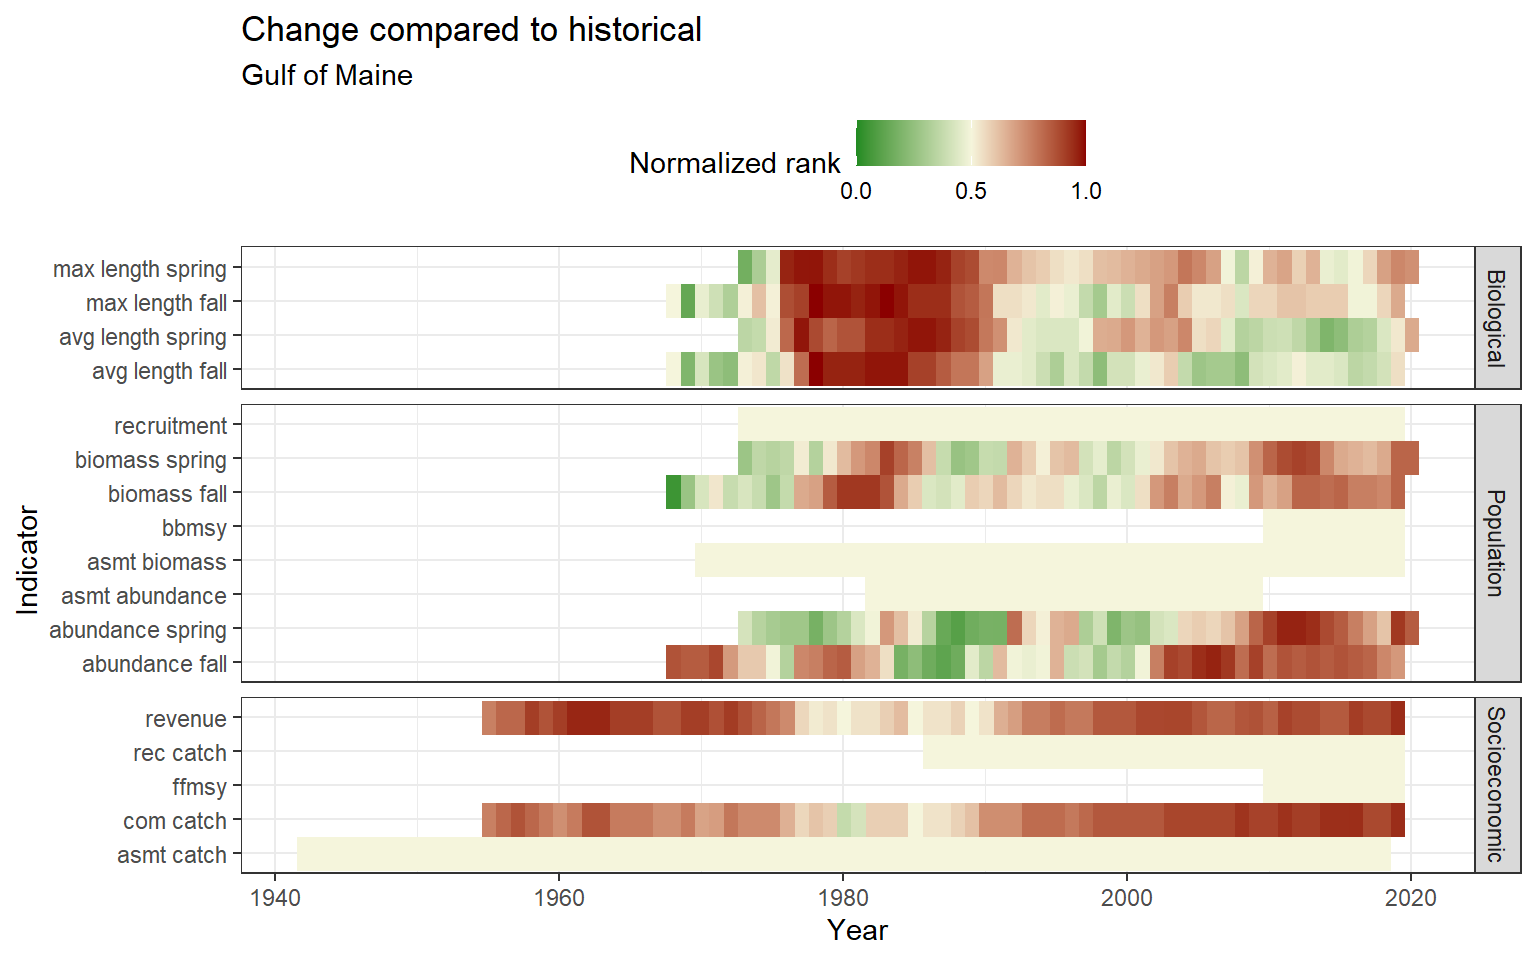 Change compared to historical
Gulf of Maine
Normalized rank
0.0 0.5 1.0
Indicator
max length spring
max length fall
avg length spring
avg length fall
Biological
recruitment
biomass spring
biomass fall
bbmsy
asmt biomass
asmt abundance
abundance spring
abundance fall
Population
revenue
rec catch
ffmsy
com catch
asmt catch
Socioeconomic
1940 1960 1980 2000 2020
Year